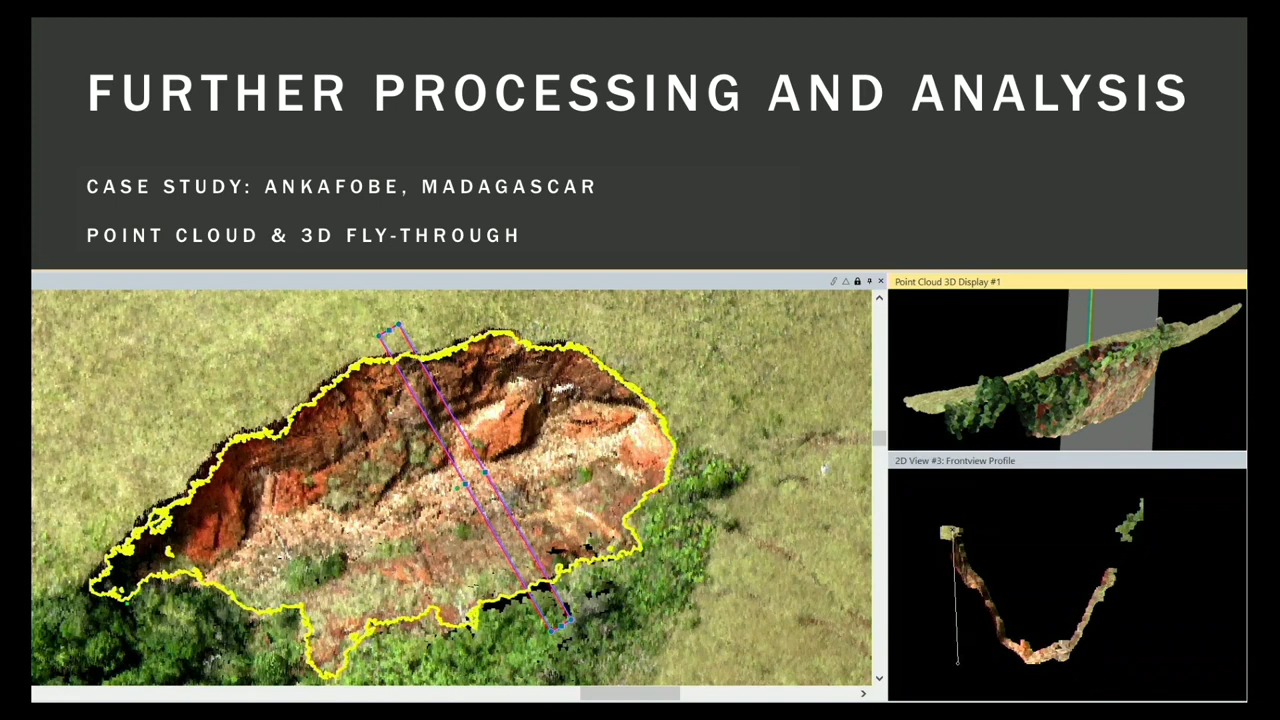 FURTHER PROCESSING AND ANALYSIS
CASE STUDY: ANKAFOBE, MADAGASCAR
POINT CLOUD & 3D FLY-THROUGH
Point Cloud 3D Display #1
2D View #3: Frontview Profile